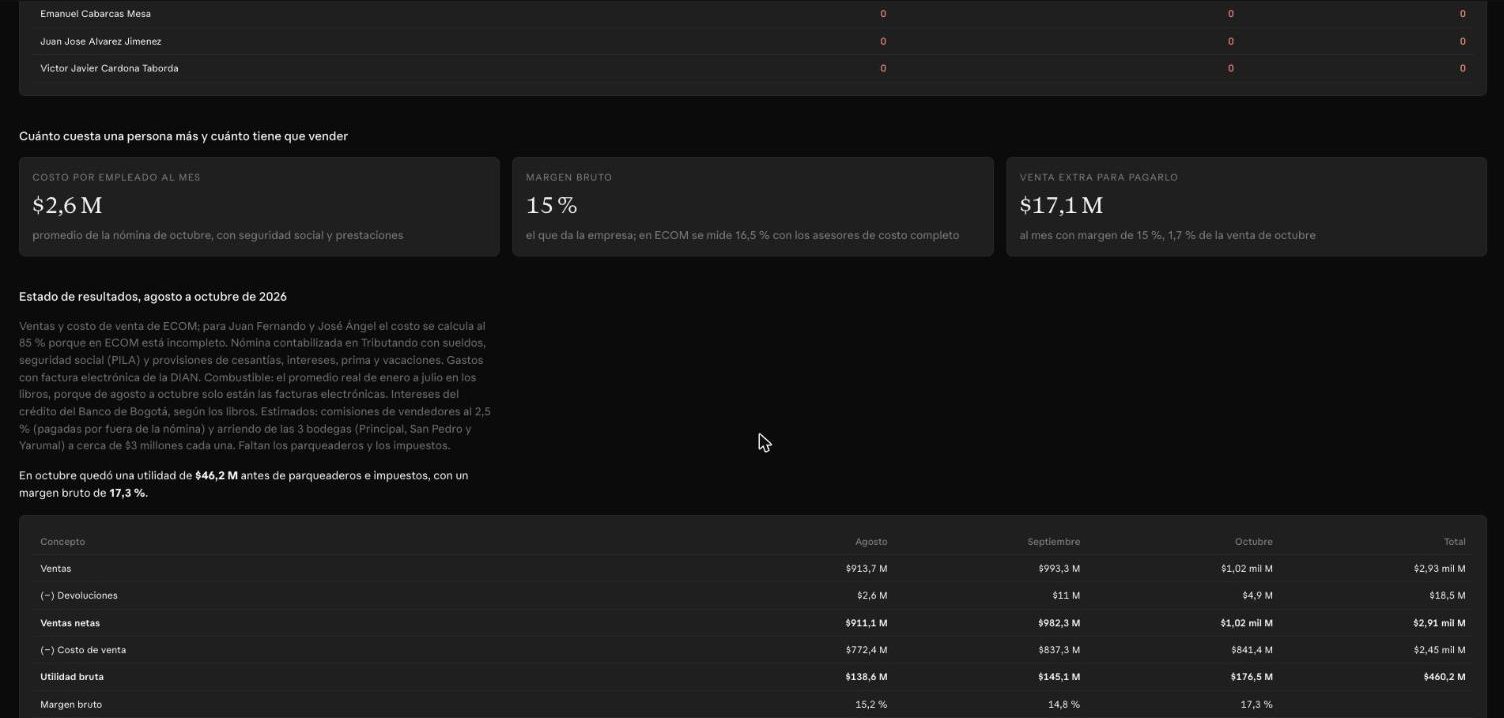 Emanuel Cabarcas Mesa 0 0 0
Juan Jose Alvarez Jimenez 0 0 0
Victor Javier Cardona Taborda 0 0 0
Cuánto cuesta una persona más y cuánto tiene que vender
COSTO POR EMPLEADO AL MES
$2,6 M
promedio de la nómina de octubre, con seguridad social y prestaciones
MARGEN BRUTO
15 %
el que da la empresa; en ECOM se mide 16,5 % con los asesores de costo completo
VENTA EXTRA PARA PAGARLO
$17,1 M
al mes con margen de 15 %, 1,7 % de la venta de octubre
Estado de resultados, agosto a octubre de 2026
Ventas y costo de venta de ECOM; para Juan Fernando y José Ángel el costo se calcula al
85 % porque en ECOM está incompleto. Nómina contabilizada en Tributando con sueldos,
seguridad social (PILA) y provisiones de cesantías, intereses, prima y vacaciones. Gastos
con factura electrónica de la DIAN. Combustible: el promedio real de enero a julio en los
libros, porque de agosto a octubre solo están las facturas electrónicas. Intereses del
crédito del Banco de Bogotá, según los libros. Estimados: comisiones de vendedores al 2,5
% (pagadas por fuera de la nómina) y arriendo de las 3 bodegas (Principal, San Pedro y
Yarumal) a cerca de $3 millones cada una. Faltan los parqueaderos y los impuestos.
En octubre quedó una utilidad de $46,2 M antes de parqueaderos e impuestos, con un
margen bruto de 17,3 %.
Concepto Agosto Septiembre Octubre Total
Ventas $913,7 M $993,3 M $1,02 mil M $2,93 mil M
(−) Devoluciones $2,6 M $11 M $4,9 M $18,5 M
Ventas netas $911,1 M $982,3 M $1,02 mil M $2,91 mil M
(−) Costo de venta $772,4 M $837,3 M $841,4 M $2,45 mil M
Utilidad bruta $138,6 M $145,1 M $176,5 M $460,2 M
Margen bruto 15,2 % 14,8 % 17,3 %